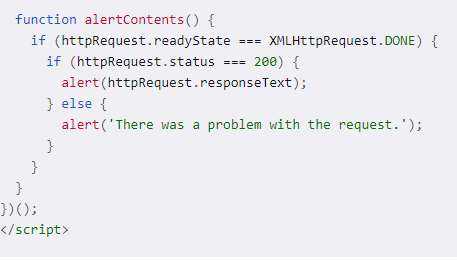 function alertContents() {
if (httpRequest.readyState === XMLHttpRequest.DONE) {
if (httpRequest.status === 200) {
alert(httpRequest.responseText);
} else {
alert('There was a problem with the request.');
}
}
}
})();
</script>